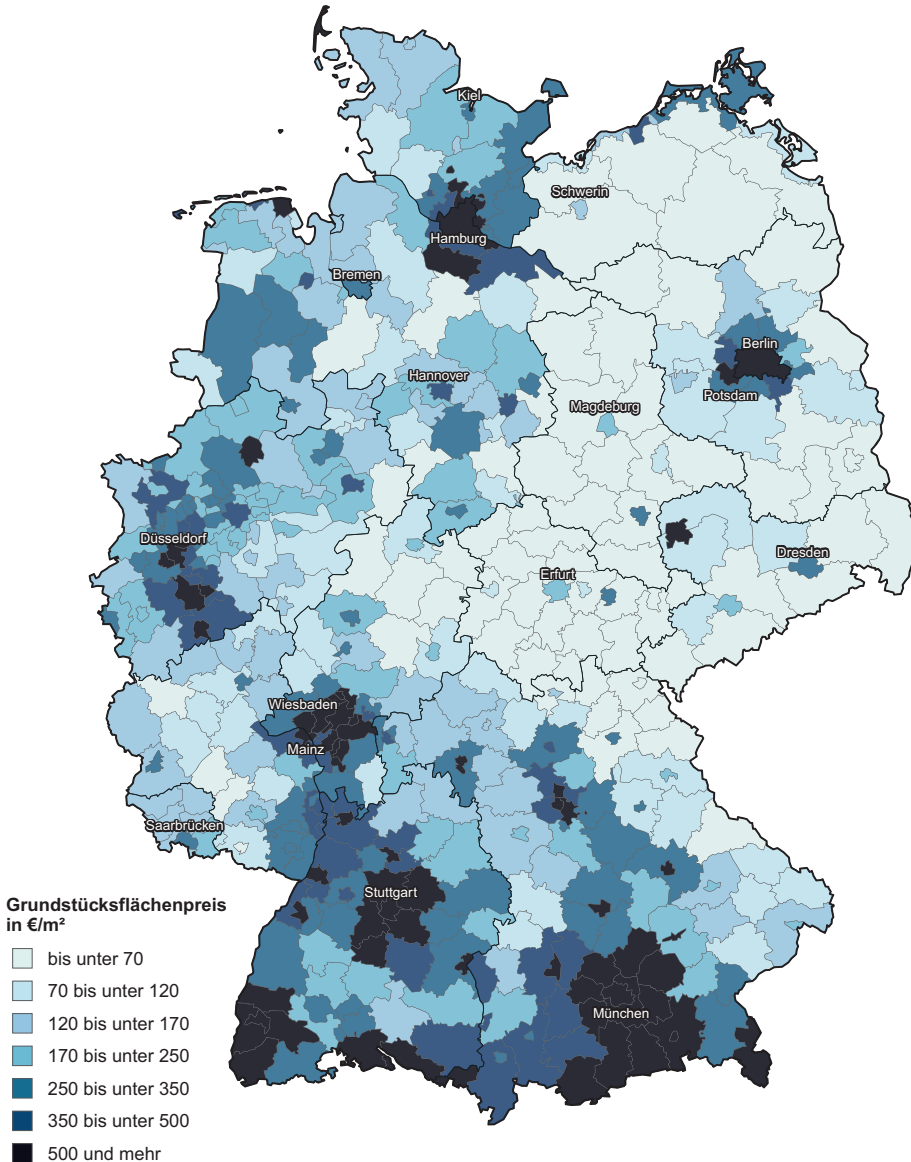 Kiel
Schwerin
Hamburg
Bremen
Berlin
Hannover
Potsdam
Magdeburg
Düsseldorf
Dresden
Erfurt
Wiesbaden
Mainz
Saarbrücken
Stuttgart
München
Grundstücksflächenpreis
in €/m²
bis unter 70
70 bis unter 120
120 bis unter 170
170 bis unter 250
250 bis unter 350
350 bis unter 500
500 und mehr